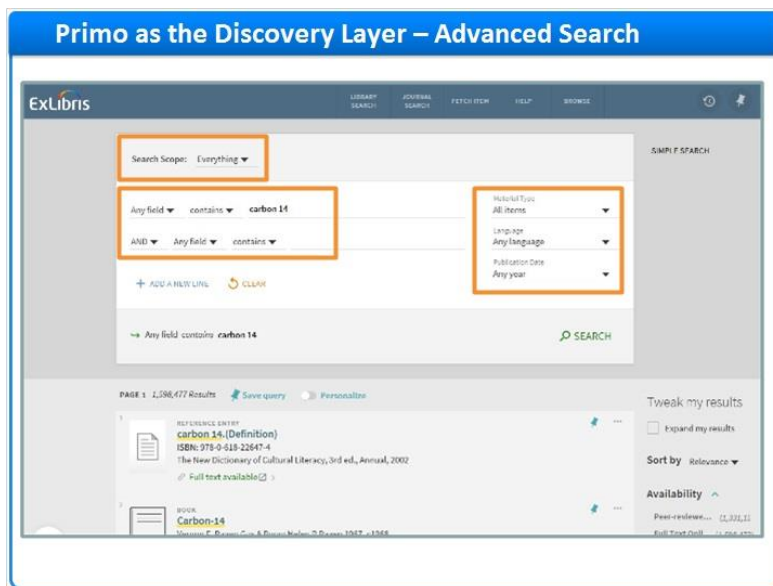 Primo as the Discovery Layer – Advanced Search
ExLibris
LIBRARY SEARCH
JOURNAL SEARCH
FETCH ITEM
HELP
BROWSE
Search Scope: Everything
SIMPLE SEARCH
Any field contains carbon 14
AND Any field contains
Material Type
All items
Language
Any language
Publication Date
Any year
+ ADD A NEW LINE CLEAR
Any field contains carbon 14
SEARCH
PAGE 1 1,598,477 Results Save query Personalize
Tweak my results
Expand my results
Sort by Relevance
Availability
Peer-reviewe...
1
REFERENCE ENTRY
carbon 14.(Definition)
ISBN: 978-0-618-22647-4
The New Dictionary of Cultural Literacy, 3rd ed., Annual, 2002
Full text available
BOOK
Carbon-14